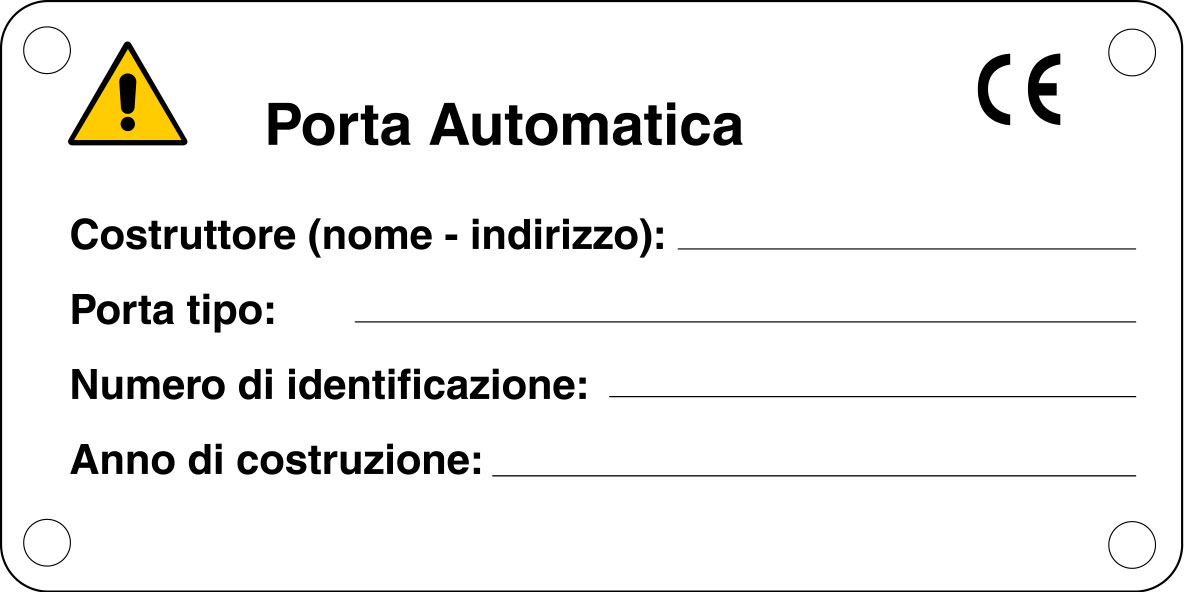 Porta Automatica
CE
Costruttore (nome - indirizzo):
Porta tipo:
Numero di identificazione:
Anno di costruzione: